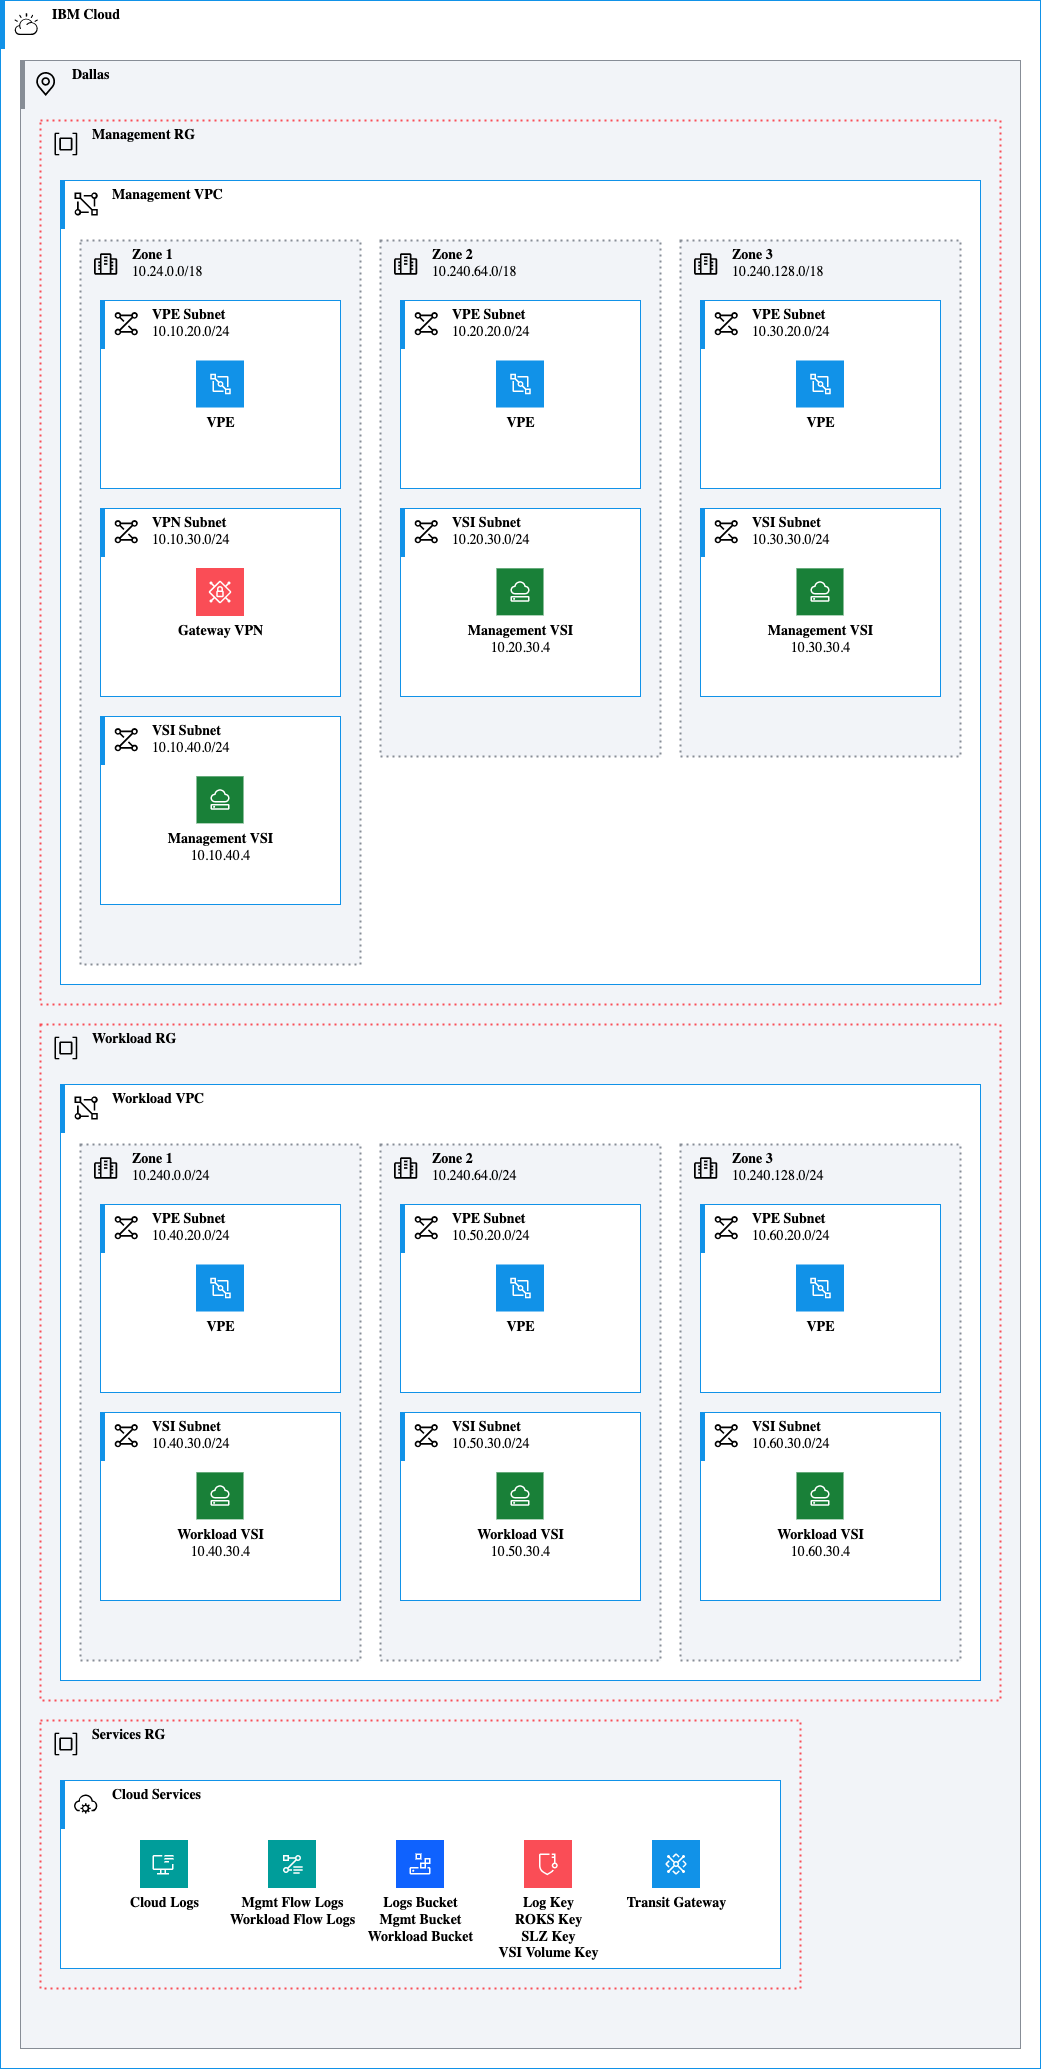 IBM Cloud
Dallas
Management RG
Management VPC
Zone 1
10.24.0.0/18
VPE Subnet
10.10.20.0/24
VPE
VPN Subnet
10.10.30.0/24
Gateway VPN
VSI Subnet
10.10.40.0/24
Management VSI
10.10.40.4
Zone 2
10.240.64.0/18
VPE Subnet
10.20.20.0/24
VPE
VSI Subnet
10.20.30.0/24
Management VSI
10.20.30.4
Zone 3
10.240.128.0/18
VPE Subnet
10.30.20.0/24
VPE
VSI Subnet
10.30.30.0/24
Management VSI
10.30.30.4
Workload RG
Workload VPC
Zone 1
10.240.0.0/24
VPE Subnet
10.40.20.0/24
VPE
VSI Subnet
10.40.30.0/24
Workload VSI
10.40.30.4
Zone 2
10.240.64.0/24
VPE Subnet
10.50.20.0/24
VPE
VSI Subnet
10.50.30.0/24
Workload VSI
10.50.30.4
Zone 3
10.240.128.0/24
VPE Subnet
10.60.20.0/24
VPE
VSI Subnet
10.60.30.0/24
Workload VSI
10.60.30.4
Services RG
Cloud Services
Cloud Logs
Mgmt Flow Logs
Workload Flow Logs
Logs Bucket
Mgmt Bucket
Workload Bucket
Log Key
ROKS Key
SLZ Key
VSI Volume Key
Transit Gateway